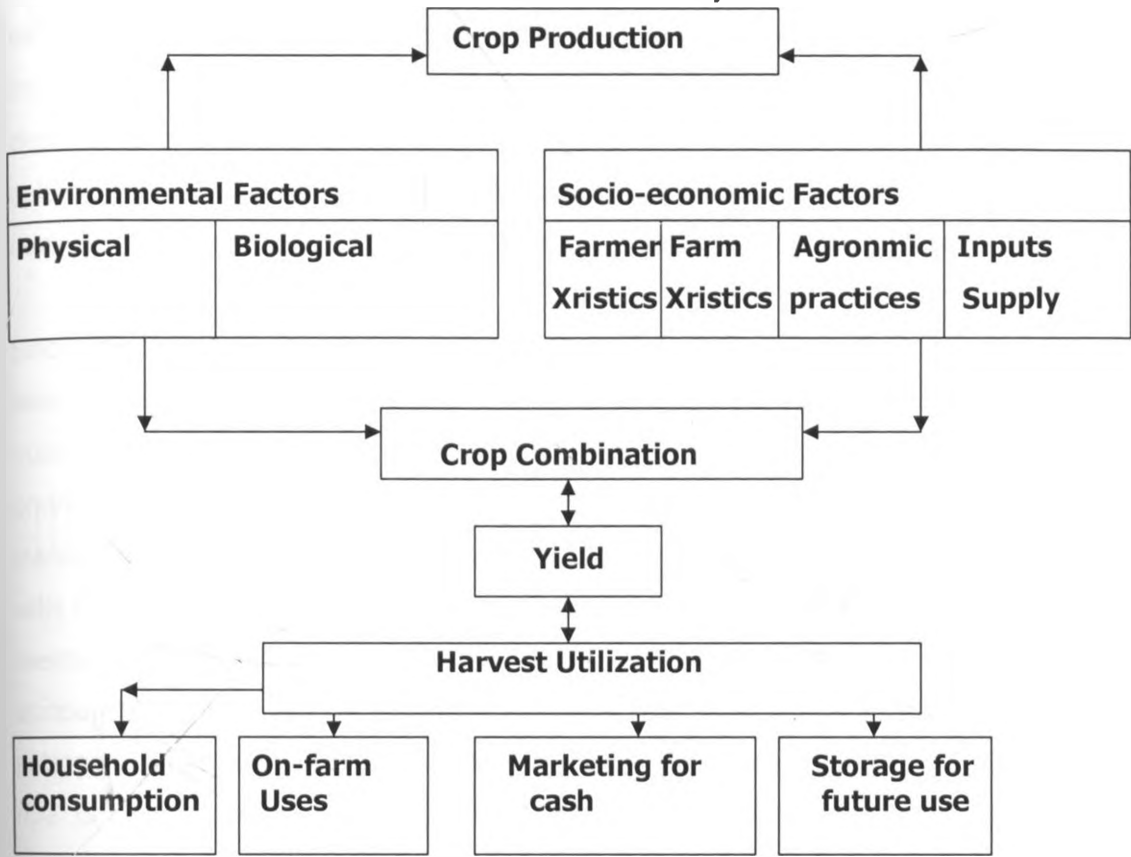 Crop Production
Environmental Factors
Physical
Biological
Socio-economic Factors
Farmer
Xristics
Farm
Xristics
Agronmic
practices
Inputs
Supply
Crop Combination
Yield
Harvest Utilization
Household
consumption
On-farm
Uses
Marketing for
cash
Storage for
future use